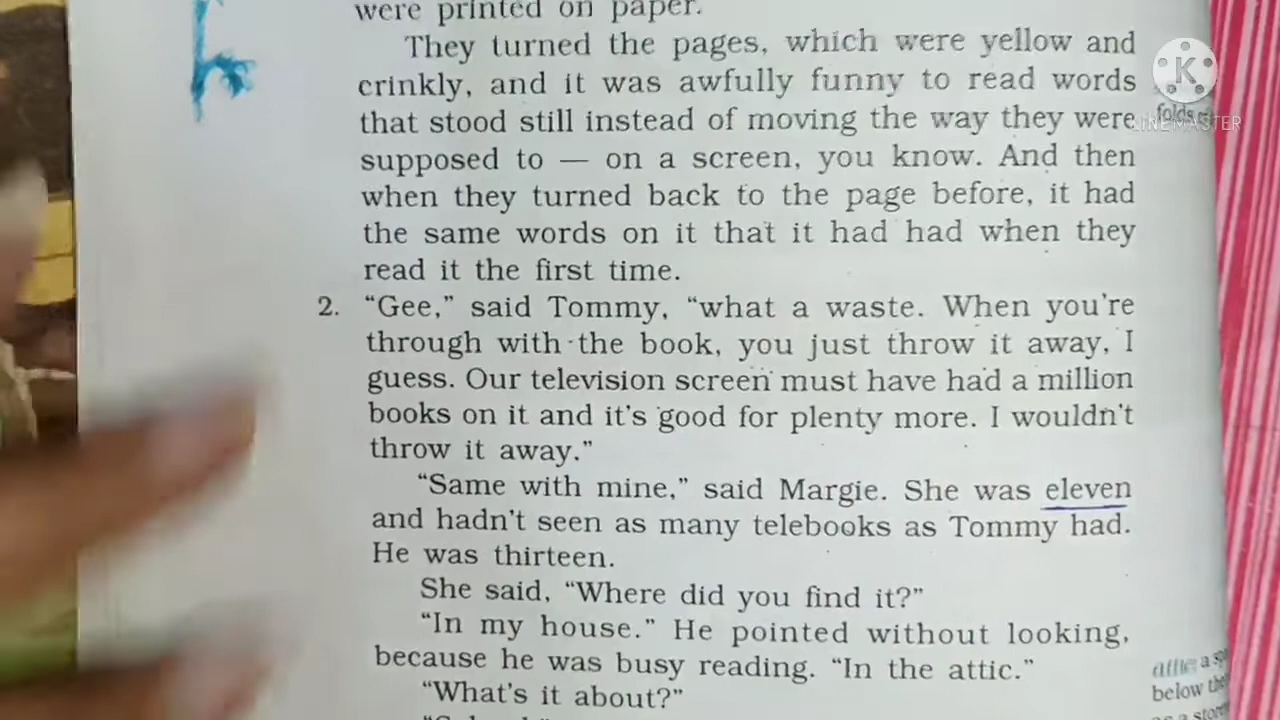 were printed on paper.
They turned the pages, which were yellow and
crinkly, and it was awfully funny to read words
that stood still instead of moving the way they were
supposed to — on a screen, you know. And then
when they turned back to the page before, it had
the same words on it that it had had when they
read it the first time.
2. “Gee,” said Tommy, “what a waste. When you're
through with the book, you just throw it away, I
guess. Our television screen must have had a million
books on it and it's good for plenty more. I wouldn't
throw it away.”
“Same with mine,” said Margie. She was eleven
and hadn't seen as many telebooks as Tommy had.
He was thirteen.
She said, “Where did you find it?”
“In my house.” He pointed without looking,
because he was busy reading. “In the attic.”
“What's it about?”
K
KINEMASTER
folds
attic: a
below the
as a